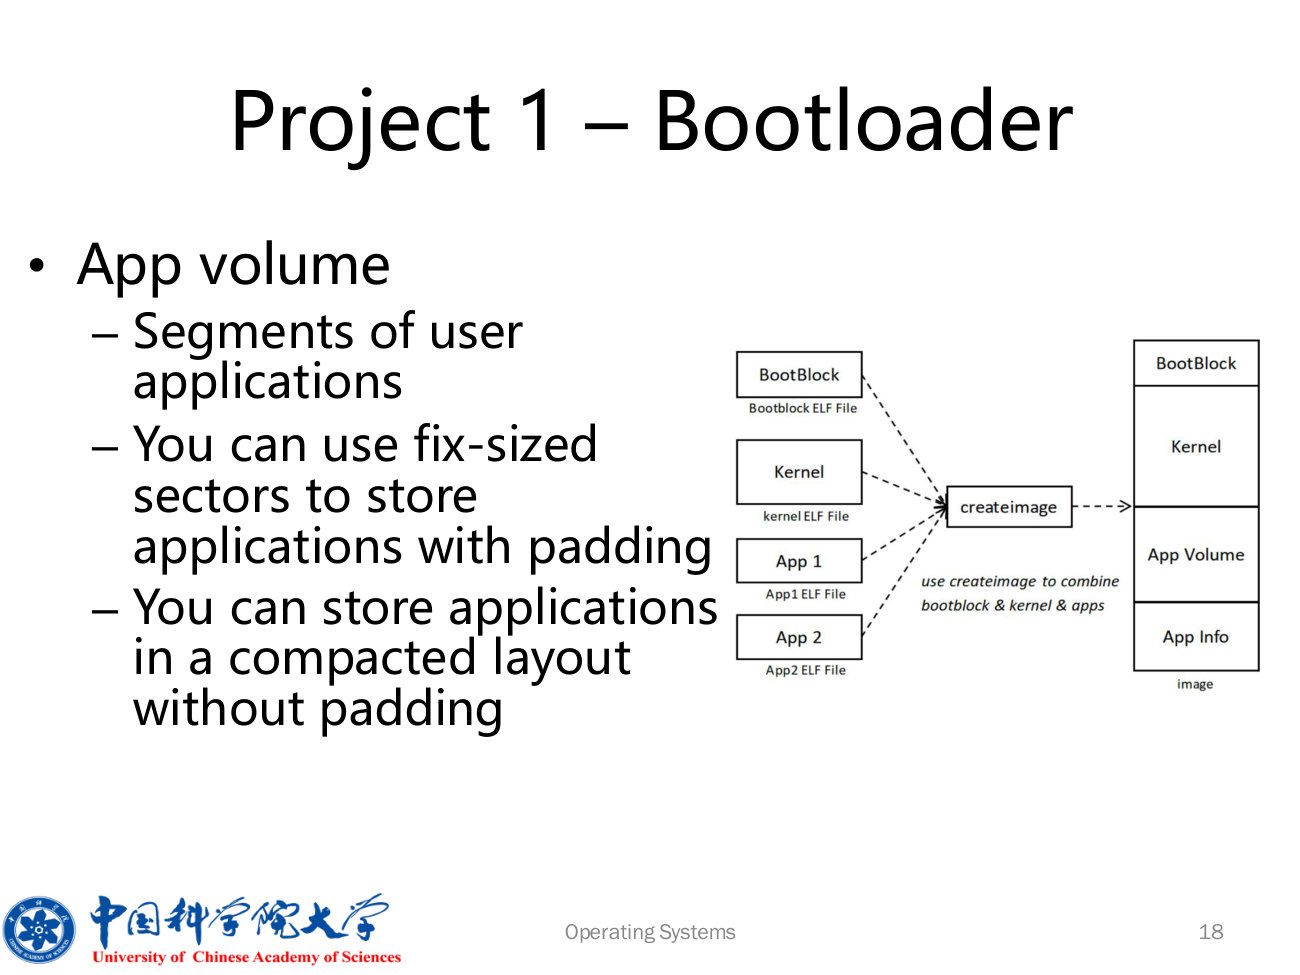 Project 1 – Bootloader
• App volume
– Segments of user
applications
– You can use fix-sized
sectors to store
applications with padding
– You can store applications
in a compacted layout
without padding
BootBlock
Bootblock ELF File
Kernel
kernel ELF File
App 1
App1 ELF File
App 2
App2 ELF File
createimage
use createimage to combine
bootblock & kernel & apps
BootBlock
Kernel
App Volume
App Info
image
中国科学院大学
University of Chinese Academy of Sciences
Operating Systems
18